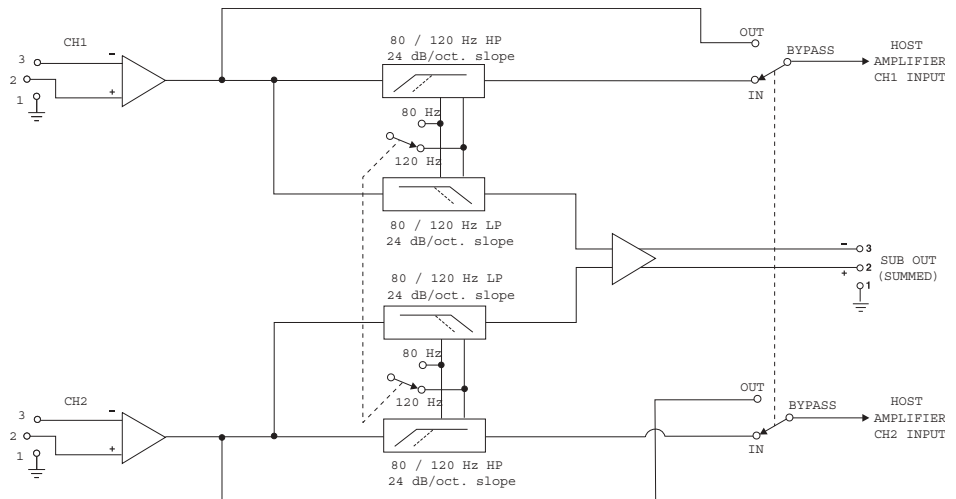 80 / 120 Hz HP
24 dB/oct. slope
OUT
BYPASS
HOST
AMPLIFIER
CH1 INPUT
CH1
3
-
2
+
1
IN
80 Hz
120 Hz
80 / 120 Hz LP
24 dB/oct. slope
- 3
+ 2
1
SUB OUT
(SUMMED)
80 / 120 Hz LP
24 dB/oct. slope
80 Hz
120 Hz
OUT
BYPASS
HOST
AMPLIFIER
CH2 INPUT
CH2
3
-
2
+
1
IN
80 / 120 Hz HP
24 dB/oct. slope